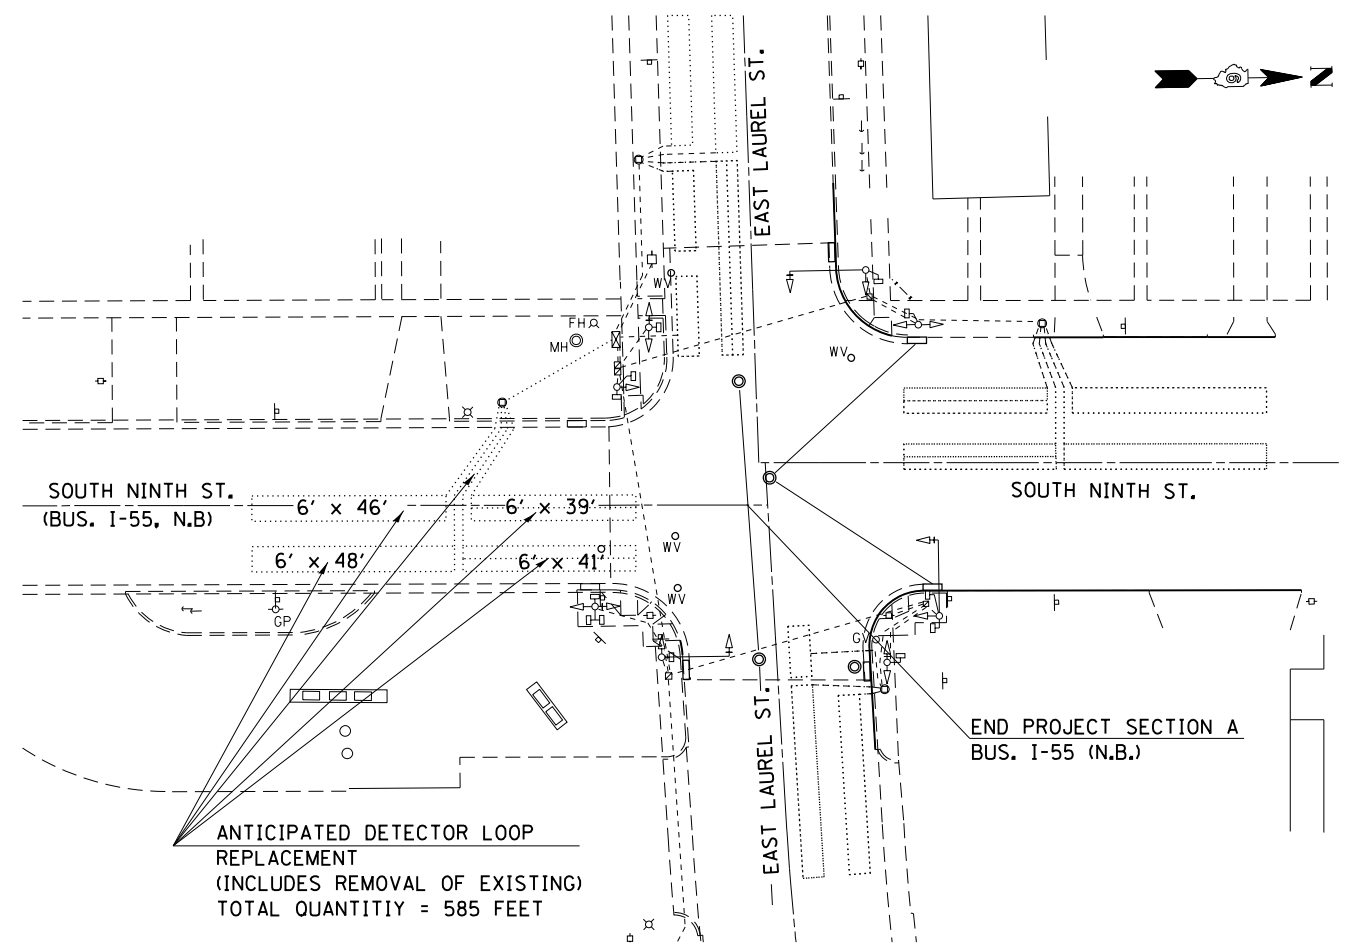 EAST LAUREL ST.
N
FH
MH
WV
WV
SOUTH NINTH ST.
(BUS. I-55, N.B)
6' x 46'
6' x 39'
6' x 48'
6' x 41'
SOUTH NINTH ST.
WV
WV
GP
GV
EAST LAUREL ST.
END PROJECT SECTION A
BUS. I-55 (N.B.)
ANTICIPATED DETECTOR LOOP
REPLACEMENT
(INCLUDES REMOVAL OF EXISTING)
TOTAL QUANTITIY = 585 FEET